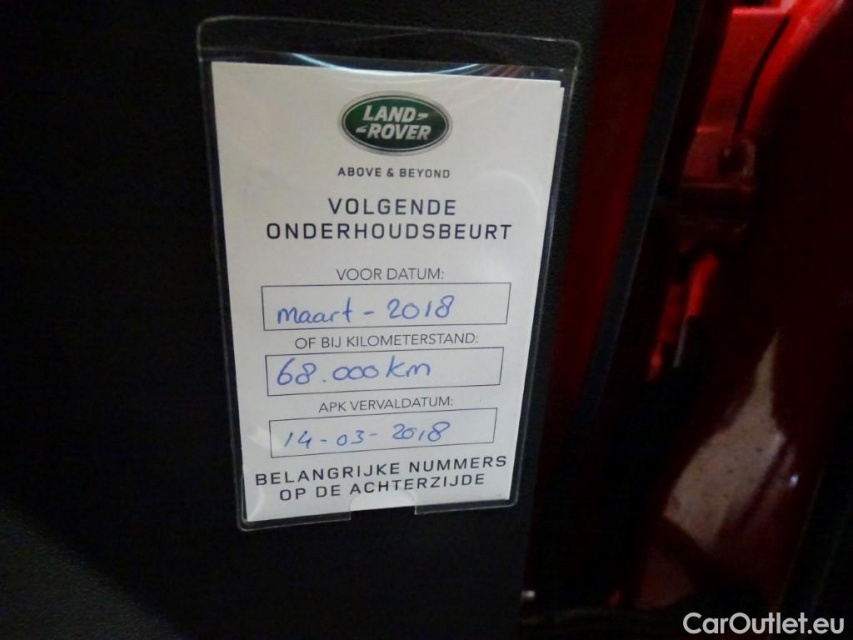 LAND-
-ROVER
ABOVE & BEYOND
VOLGENDE
ONDERHOUDSBEURT
VOOR DATUM:
maart - 2018
OF BIJ KILOMETERSTAND:
68.000 km
APK VERVALDATUM:
14-03-2018
BELANGRIJKE NUMMERS
OP DE ACHTERZIJDE
CarOutlet.eu